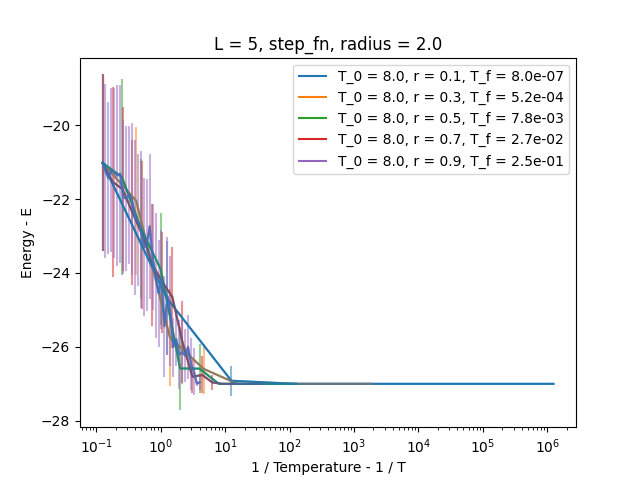 L = 5, step_fn, radius = 2.0
T_0 = 8.0, r = 0.1, T_f = 8.0e-07
T_0 = 8.0, r = 0.3, T_f = 5.2e-04
T_0 = 8.0, r = 0.5, T_f = 7.8e-03
T_0 = 8.0, r = 0.7, T_f = 2.7e-02
T_0 = 8.0, r = 0.9, T_f = 2.5e-01
Energy - E
−20
−22
−24
−26
−28
10⁻¹ 10⁰ 10¹ 10² 10³ 10⁴ 10⁵ 10⁶
1 / Temperature - 1 / T